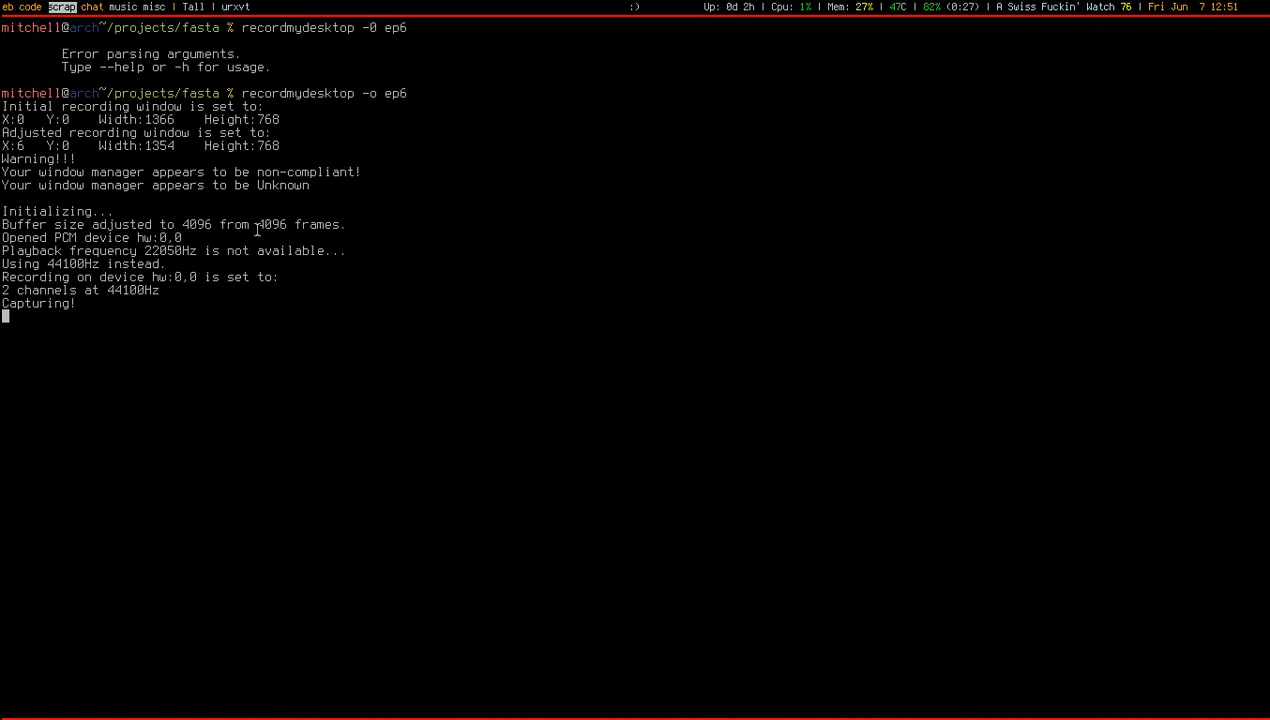 eb code scrap chat music misc | Tall | urxvt :) Up: 0d 2h | Cpu: 1% | Mem: 27% | 47C | 82% (0:27) | A Swiss Fuckin' Watch 76 | Fri Jun 7 12:51
mitchell@arch~/projects/fasta % recordmydesktop -0 ep6
Error parsing arguments.
Type --help or -h for usage.
mitchell@arch~/projects/fasta % recordmydesktop -o ep6
Initial recording window is set to:
X:0 Y:0 Width:1366 Height:768
Adjusted recording window is set to:
X:6 Y:0 Width:1354 Height:768
Warning!!!
Your window manager appears to be non-compliant!
Your window manager appears to be Unknown
Initializing...
Buffer size adjusted to 4096 from 4096 frames.
Opened PCM device hw:0,0
Playback frequency 22050Hz is not available...
Using 44100Hz instead.
Recording on device hw:0,0 is set to:
2 channels at 44100Hz
Capturing!